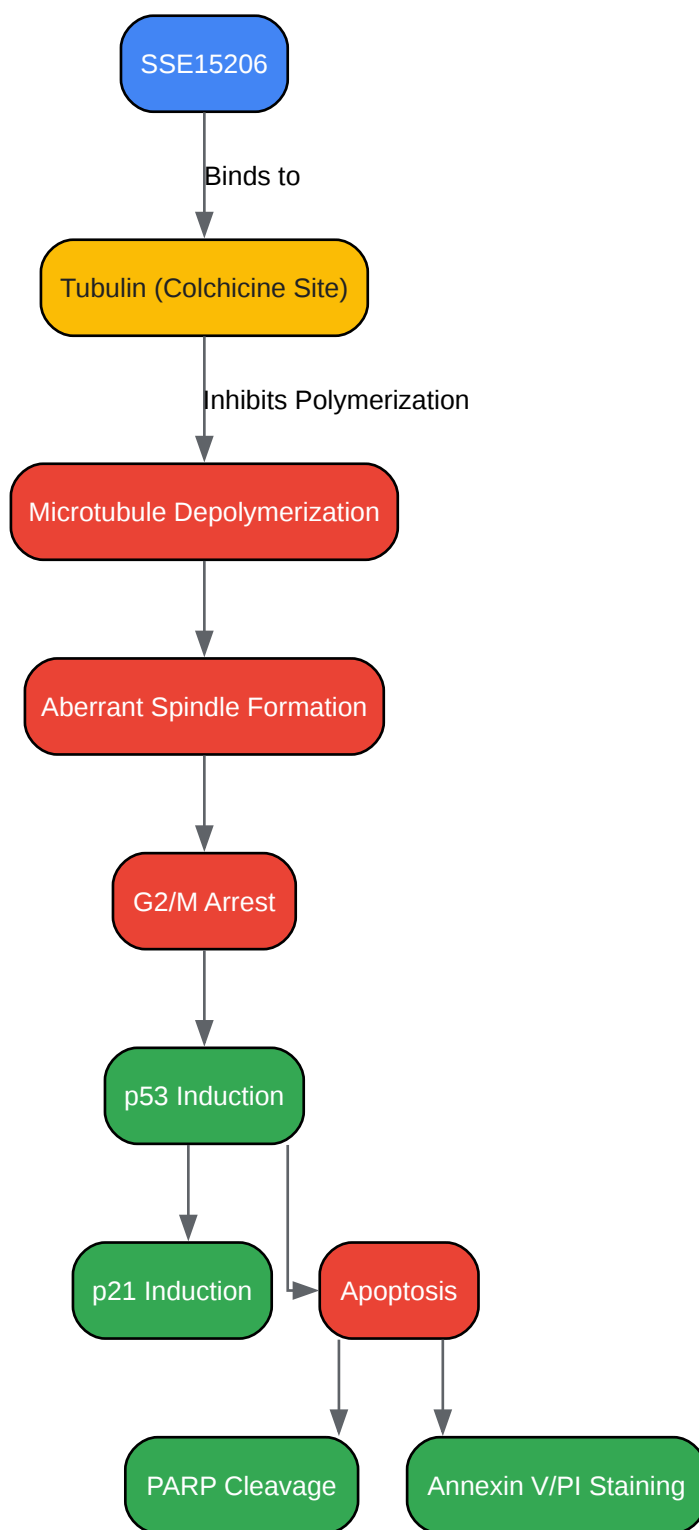 SSE15206
Binds to
Tubulin (Colchicine Site)
Inhibits Polymerization
Microtubule Depolymerization
Aberrant Spindle Formation
G2/M Arrest
p53 Induction
p21 Induction
Apoptosis
PARP Cleavage
Annexin V/PI Staining